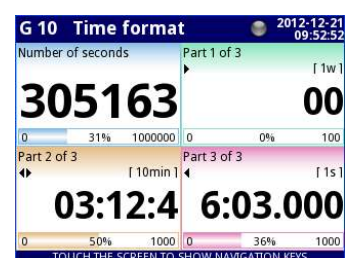 G 10 Time format
2012-12-21
09:52:52
Number of seconds
305163
0 31% 1000000
Part 1 of 3
[ 1w ]
00
0 0% 100
Part 2 of 3
[ 10min ]
03:12:4
0 50% 1000
Part 3 of 3
[ 1s ]
6:03.000
0 36% 1000
TOUCH THE SCREEN TO SHOW NAVIGATION KEYS